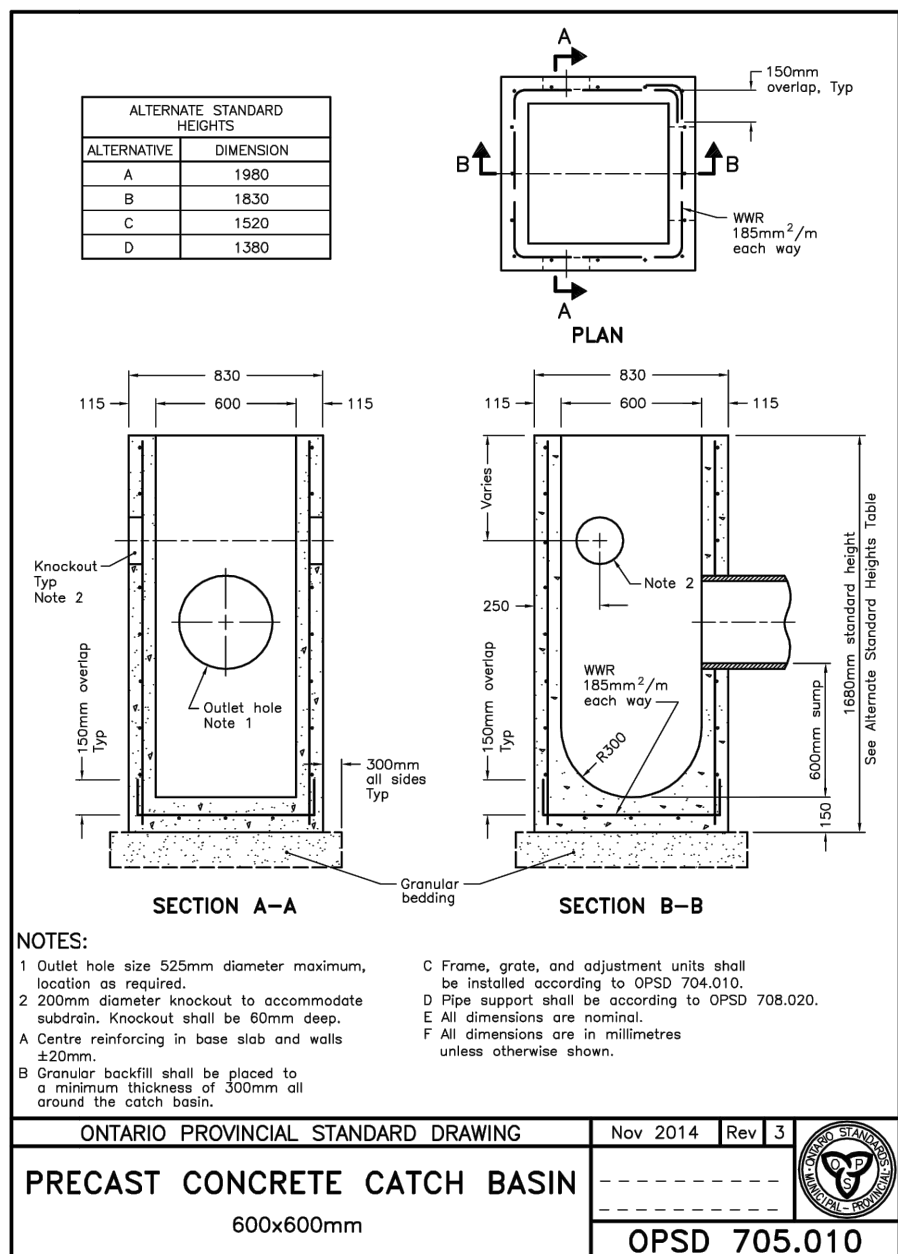 ALTERNATE STANDARD
HEIGHTS
ALTERNATIVE DIMENSION
A 1980
B 1830
C 1520
D 1380
A
150mm
overlap, Typ
B B
WWR
185mm²/m
each way
A
PLAN
830
115 600 115
Knockout
Typ
Note 2
Outlet hole
Note 1
150mm overlap
Typ
300mm
all sides
Typ
SECTION A-A
830
115 600 115
Varies
Note 2
250
WWR
185mm²/m
each way
150mm overlap
Typ
R300
600mm sump
150
1680mm standard height
See Alternate Standard Heights Table
Granular
bedding
SECTION B-B
NOTES:
1 Outlet hole size 525mm diameter maximum,
location as required.
2 200mm diameter knockout to accommodate
subdrain. Knockout shall be 60mm deep.
A Centre reinforcing in base slab and walls
±20mm.
B Granular backfill shall be placed to
a minimum thickness of 300mm all
around the catch basin.
C Frame, grate, and adjustment units shall
be installed according to OPSD 704.010.
D Pipe support shall be according to OPSD 708.020.
E All dimensions are nominal.
F All dimensions are in millimetres
unless otherwise shown.
ONTARIO PROVINCIAL STANDARD DRAWING
Nov 2014 Rev 3
PRECAST CONCRETE CATCH BASIN
600x600mm
ONTARIO STANDARDS
MUNICIPAL - PROVINCIAL
O P S
OPSD 705.010